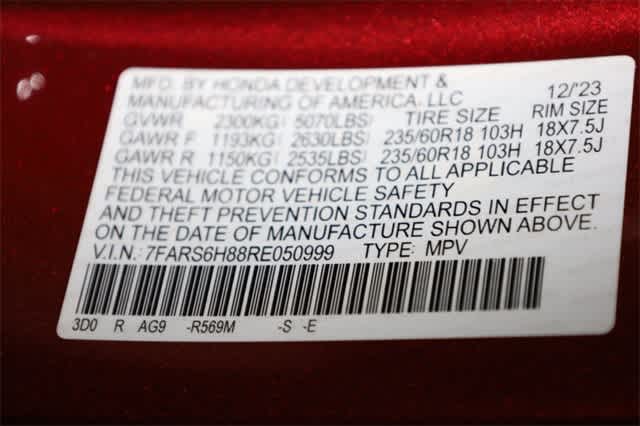 MFD. BY HONDA DEVELOPMENT &
MANUFACTURING OF AMERICA, LLC 12/'23
GVWR 2300KG( 5070LBS) TIRE SIZE RIM SIZE
GAWR F 1193KG( 2630LBS) 235/60R18 103H 18X7.5J
GAWR R 1150KG( 2535LBS) 235/60R18 103H 18X7.5J
THIS VEHICLE CONFORMS TO ALL APPLICABLE
FEDERAL MOTOR VEHICLE SAFETY
AND THEFT PREVENTION STANDARDS IN EFFECT
ON THE DATE OF MANUFACTURE SHOWN ABOVE.
V.I.N.: 7FARS6H88RE050999 TYPE: MPV
3D0 R AG9 -R569M -S -E